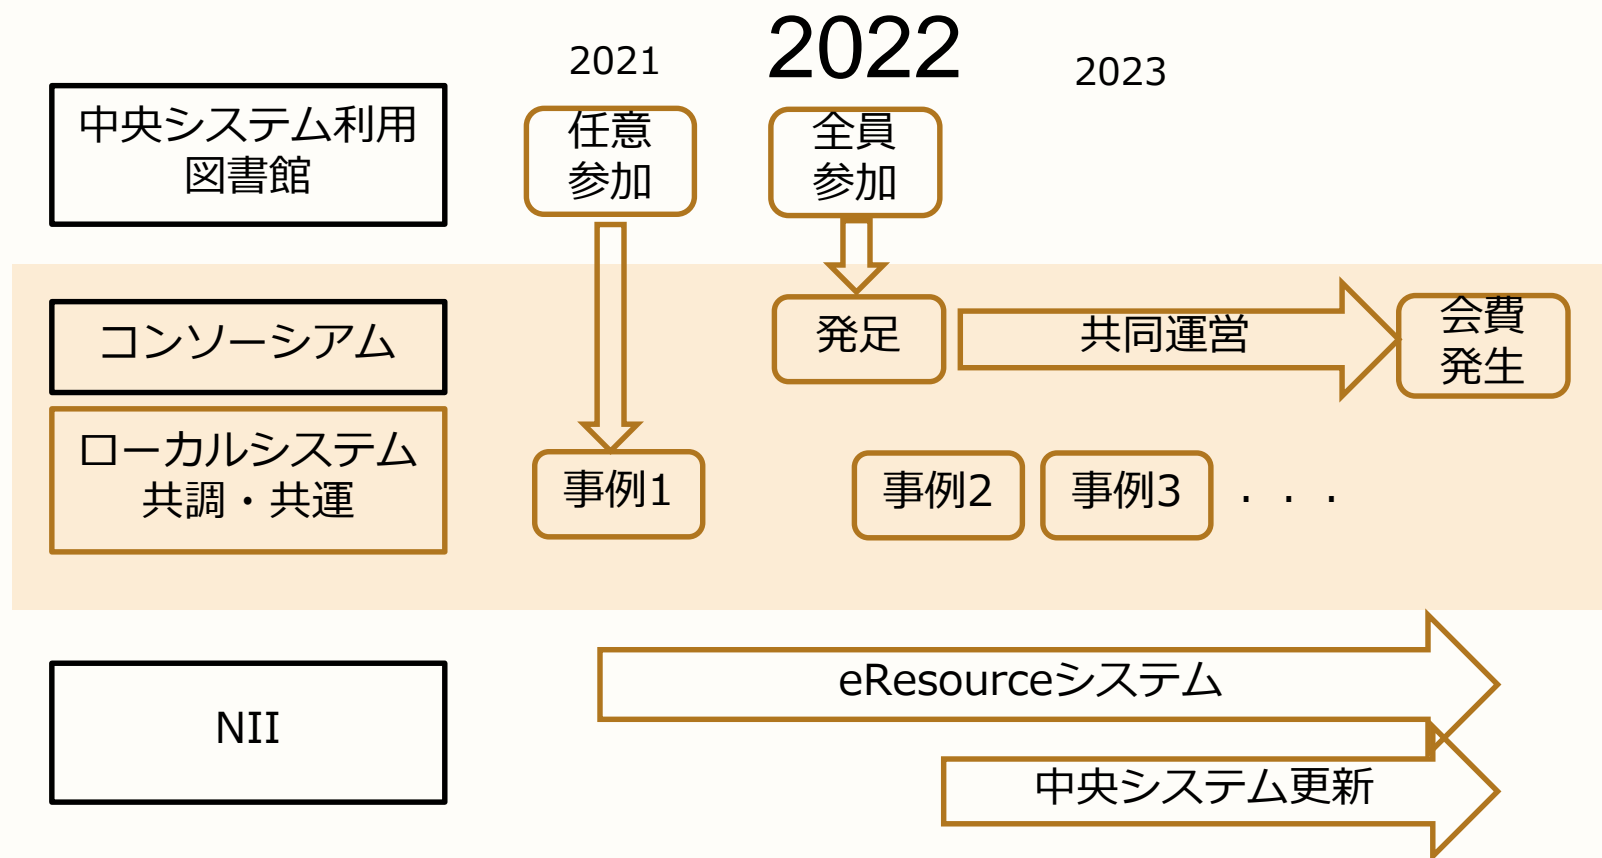 2021
2022
2023
中央システム利用
図書館
任意
参加
全員
参加
コンソーシアム
発足
共同運営
会費
発生
ローカルシステム
共調・共運
事例1
事例2
事例3
. . .
NII
eResourceシステム
中央システム更新